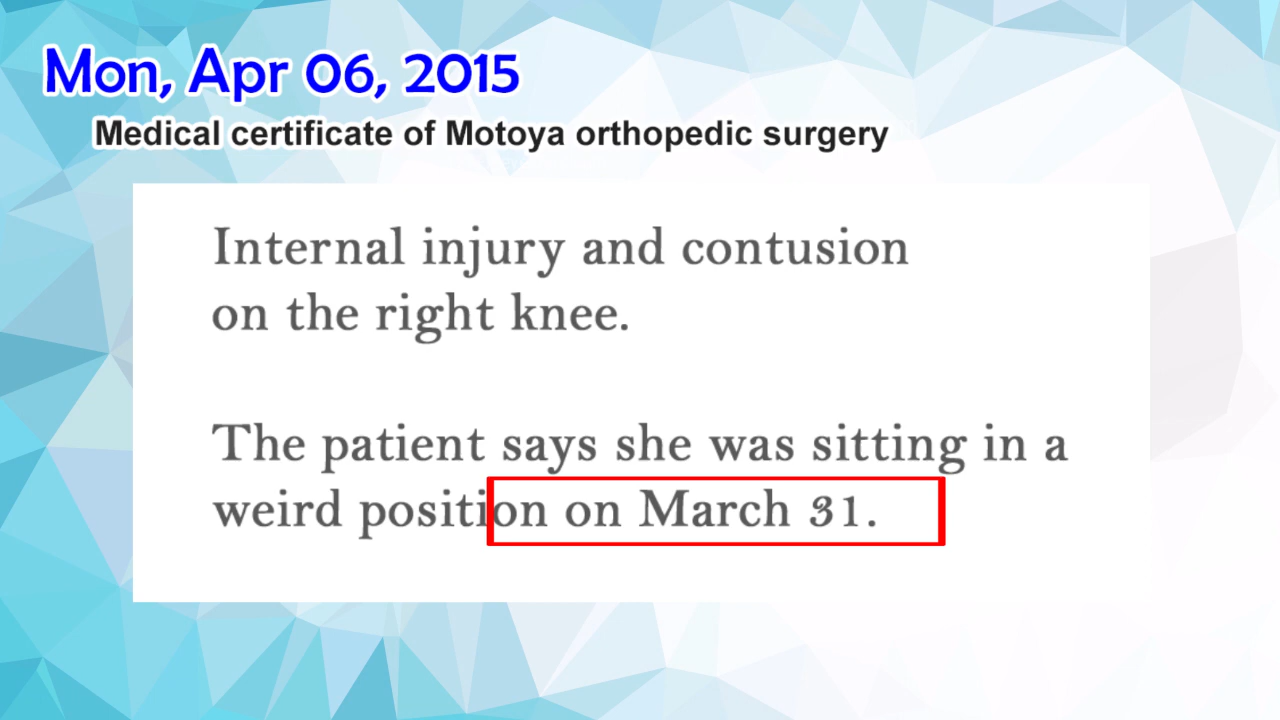 Mon, Apr 06, 2015
Medical certificate of Motoya orthopedic surgery
Internal injury and contusion
on the right knee.
The patient says she was sitting in a
weird position on March 31.